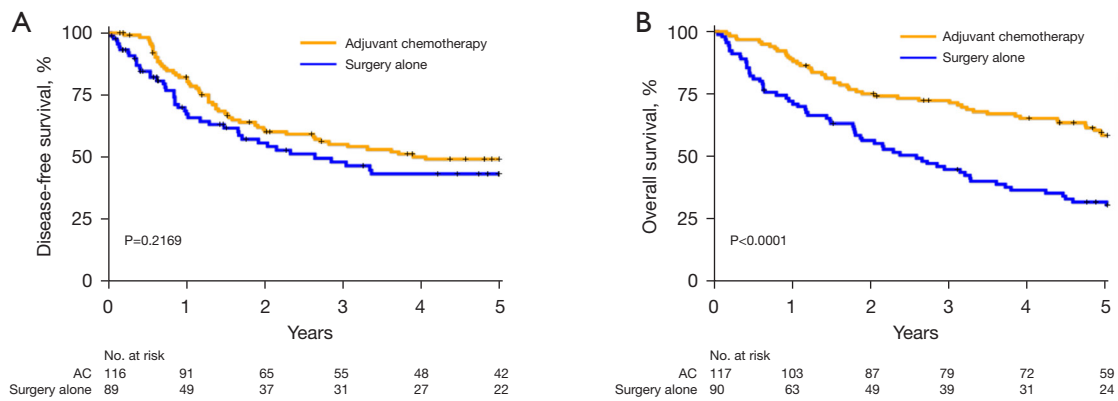 A
Disease-free survival, %
100
75
50
25
0
Adjuvant chemotherapy
Surgery alone
P=0.2169
0 1 2 3 4 5
Years
No. at risk
AC 116 91 65 55 48 42
Surgery alone 89 49 37 31 27 22
B
Overall survival, %
100
75
50
25
0
Adjuvant chemotherapy
Surgery alone
P<0.0001
0 1 2 3 4 5
Years
No. at risk
AC 117 103 87 79 72 59
Surgery alone 90 63 49 39 31 24